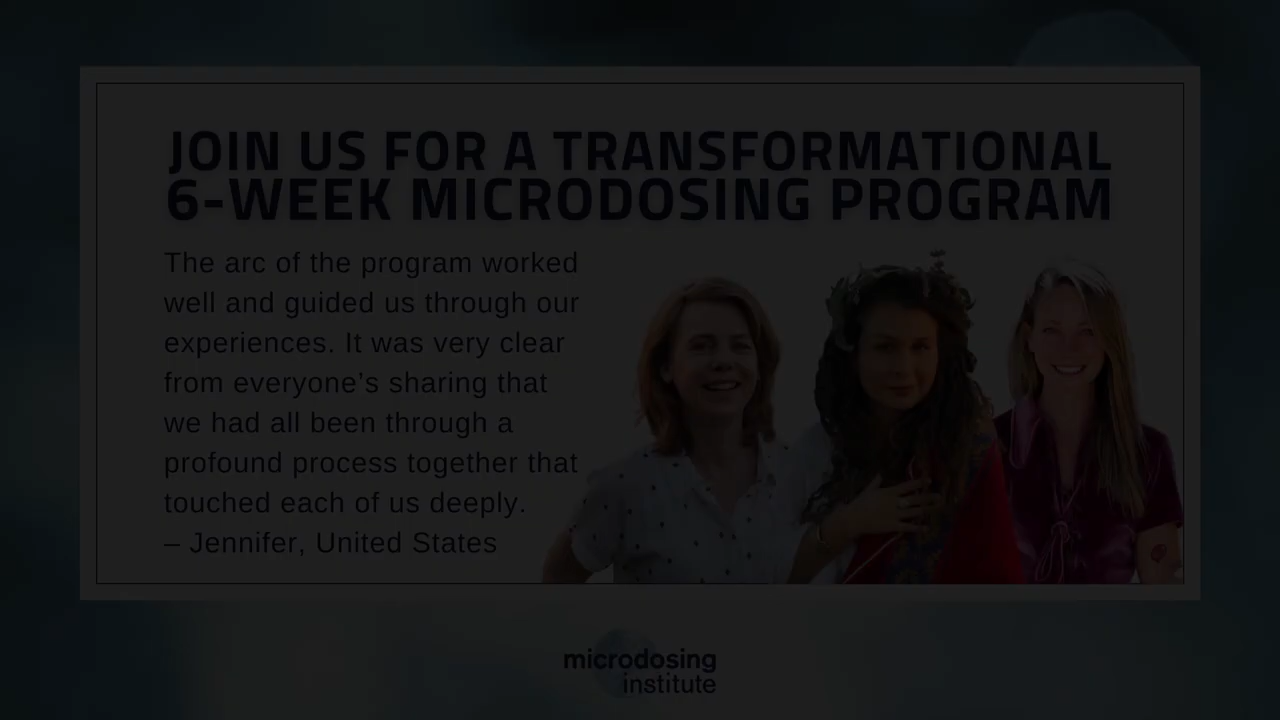 JOIN US FOR A TRANSFORMATIONAL
6-WEEK MICRODOSING PROGRAM
The arc of the program worked
well and guided us through our
experiences. It was very clear
from everyone's sharing that
we had all been through a
profound process together that
touched each of us deeply.
– Jennifer, United States
microdosing
institute